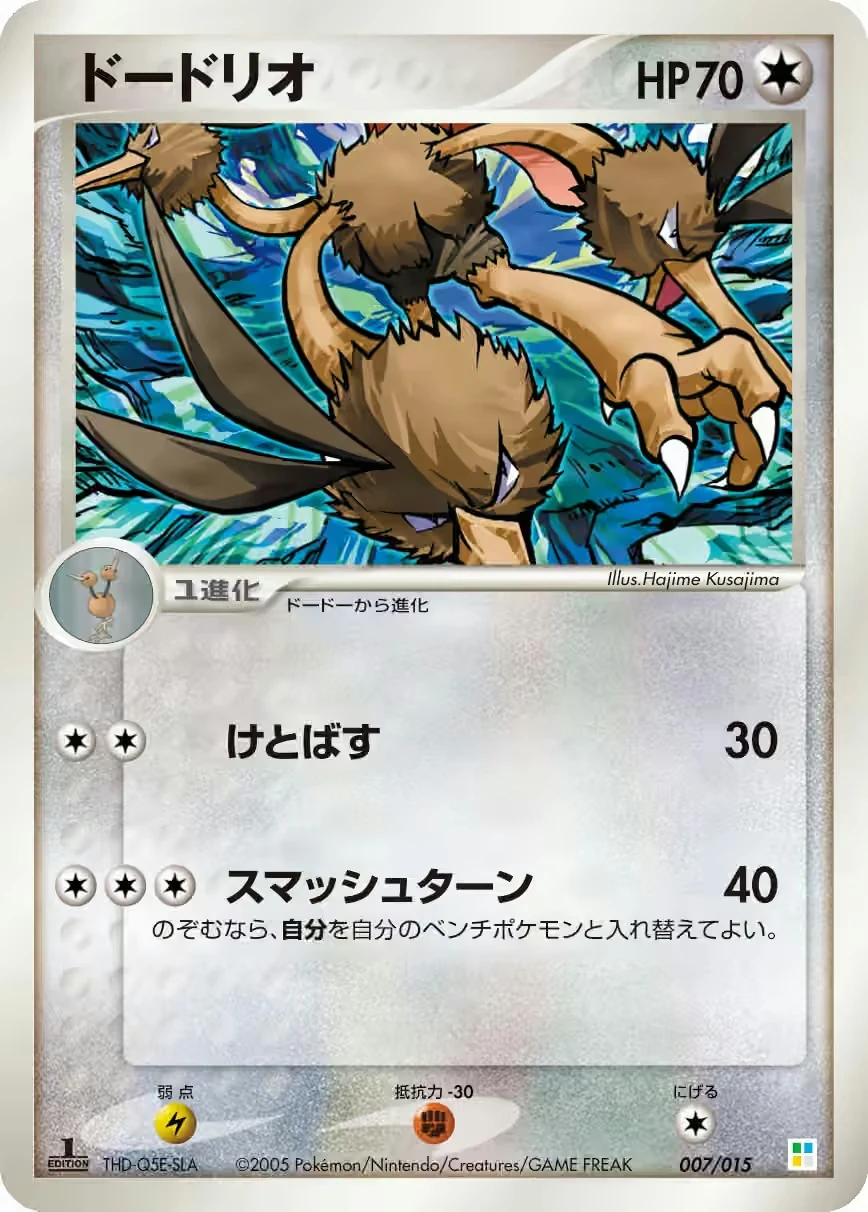 ドードリオ HP70
Illus.Hajime Kusajima
1進化
ドードーから進化
けとばす 30
スマッシュターン 40
のぞむなら、自分を自分のベンチポケモンと入れ替えてよい。
弱点 抵抗力 -30 にげる
1 EDITION THD-Q5E-SLA ©2005 Pokémon/Nintendo/Creatures/GAME FREAK 007/015